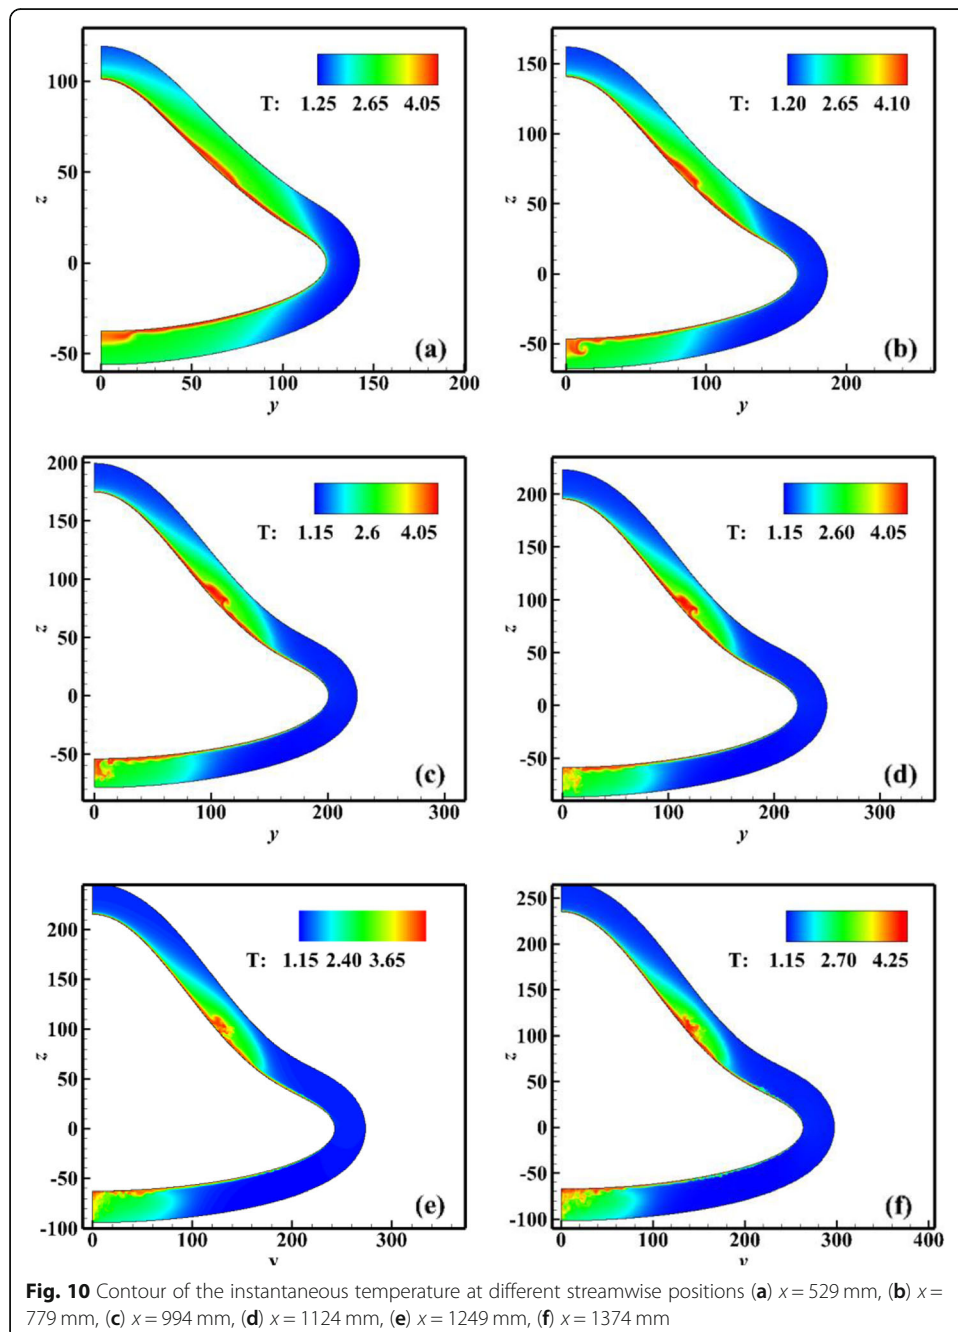 T: 1.25 2.65 4.05
100
50
0
-50
z
(a)
0 50 100 150 200
y
T: 1.20 2.65 4.10
150
100
50
0
-50
z
(b)
0 100 200
y
T: 1.15 2.6 4.05
200
150
100
50
0
-50
z
(c)
0 100 200 300
y
T: 1.15 2.60 4.05
200
150
100
50
0
-50
z
(d)
0 100 200 300
y
T: 1.15 2.40 3.65
200
150
100
50
0
-50
-100
z
(e)
0 100 200 300
y
T: 1.15 2.70 4.25
250
200
150
100
50
0
-50
-100
z
(f)
0 100 200 300 400
y
Fig. 10 Contour of the instantaneous temperature at different streamwise positions (a) x = 529 mm, (b) x =
779 mm, (c) x = 994 mm, (d) x = 1124 mm, (e) x = 1249 mm, (f) x = 1374 mm